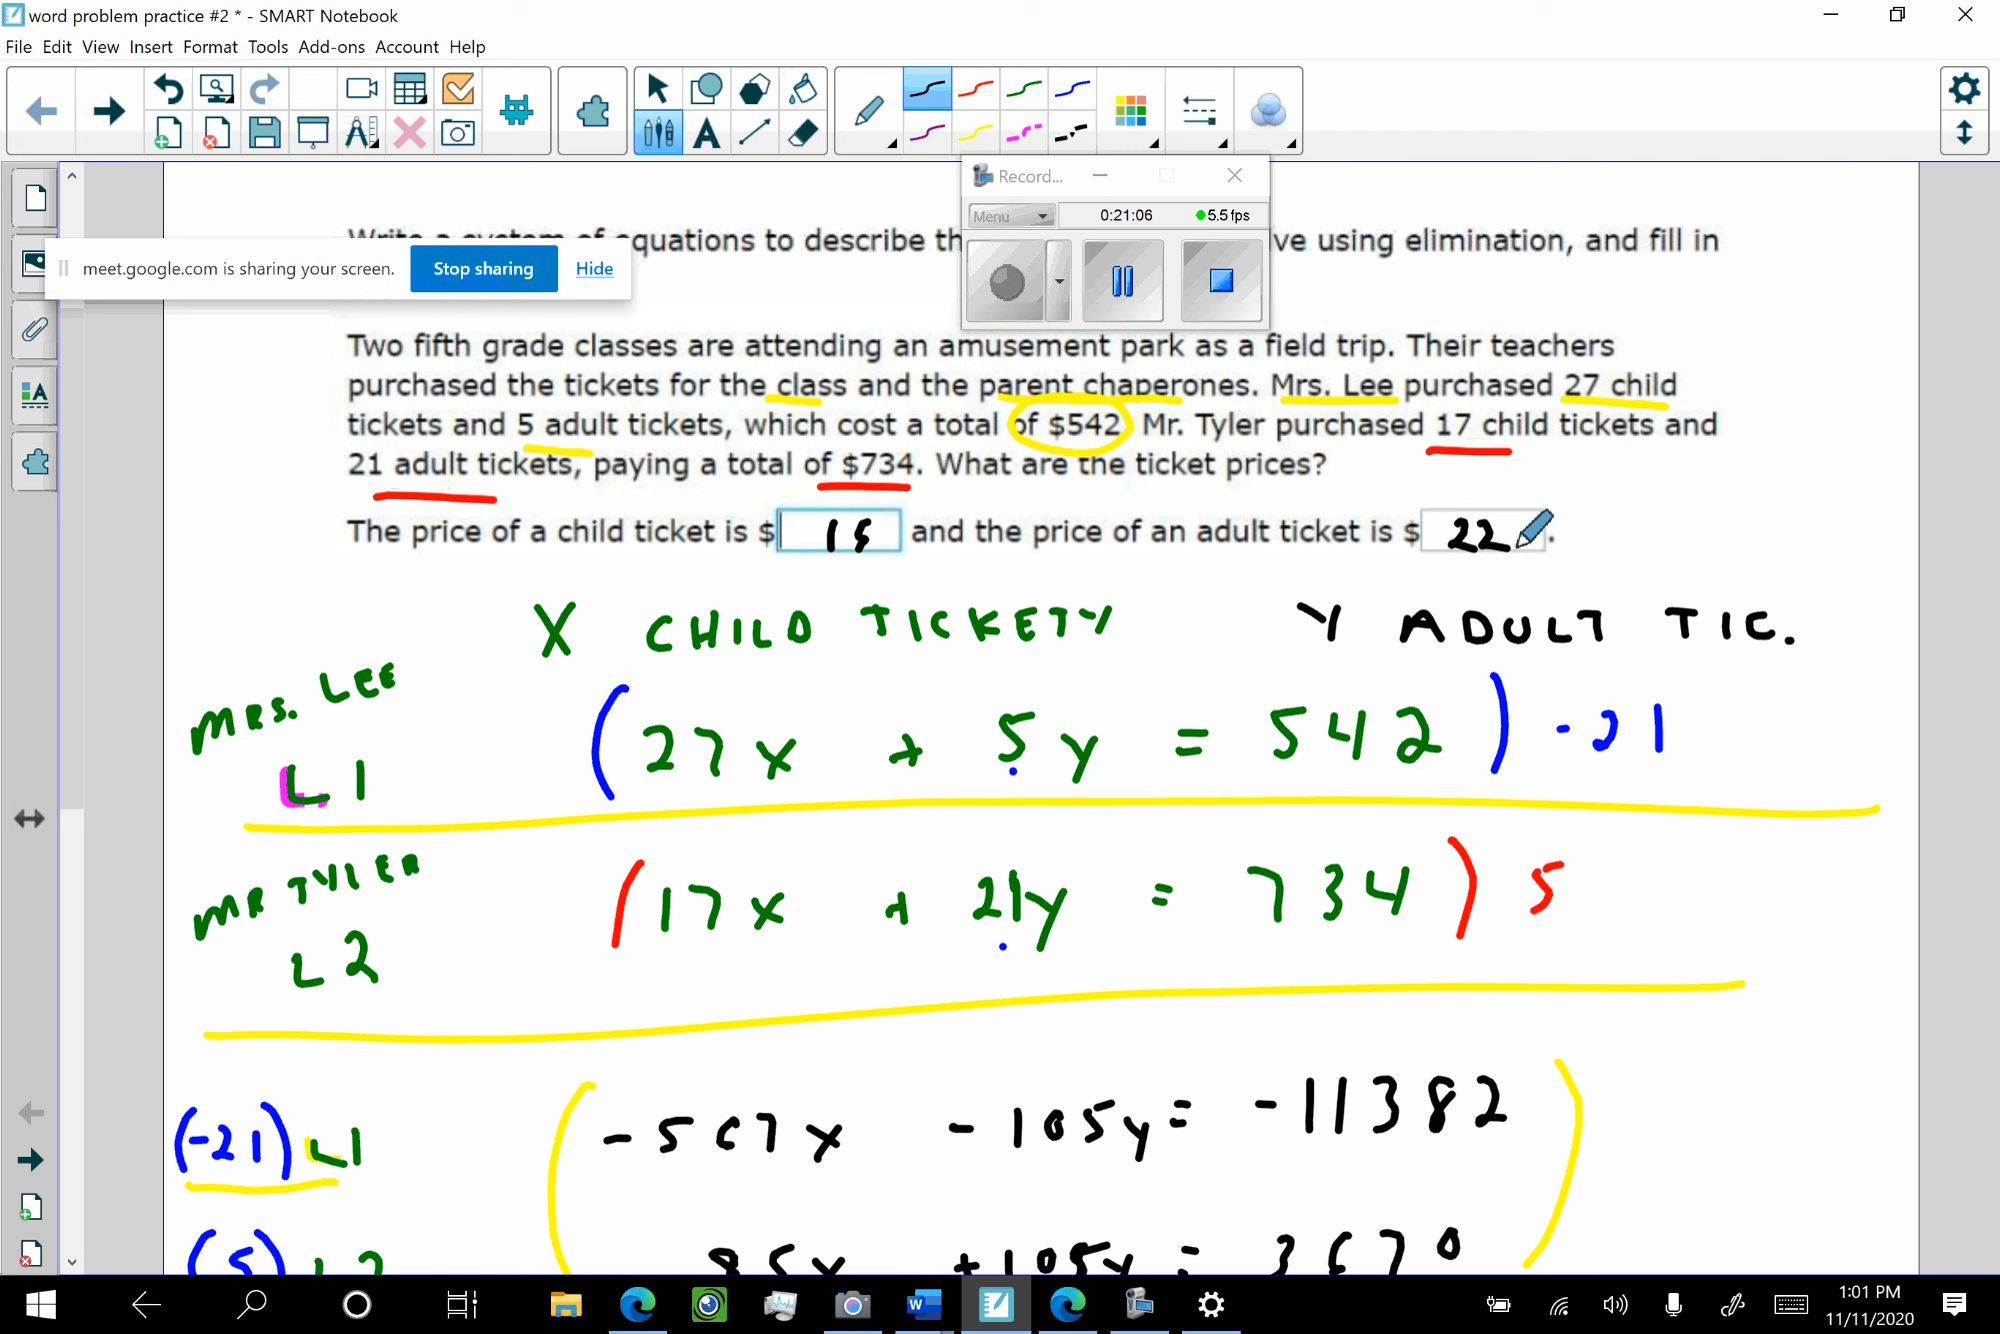 word problem practice #2 * - SMART Notebook
File Edit View Insert Format Tools Add-ons Account Help
Record...
Menu 0:21:06 5.5 fps
equations to describe th ve using elimination, and fill in
meet.google.com is sharing your screen. Stop sharing Hide
Two fifth grade classes are attending an amusement park as a field trip. Their teachers
purchased the tickets for the class and the parent chaperones. Mrs. Lee purchased 27 child
tickets and 5 adult tickets, which cost a total of $542. Mr. Tyler purchased 17 child tickets and
21 adult tickets, paying a total of $734. What are the ticket prices?
The price of a child ticket is $ 16 and the price of an adult ticket is $ 22 .
X CHILD TICKETY Y ADULT TIC.
MRS. LEE
L1 (27x + 5y = 542) -21
MR TYLER
L2 (17x + 21y = 734) 5
(-21) L1 -567x -105y = -11382
(5) L2 85x +105y = 3670
1:01 PM
11/11/2020